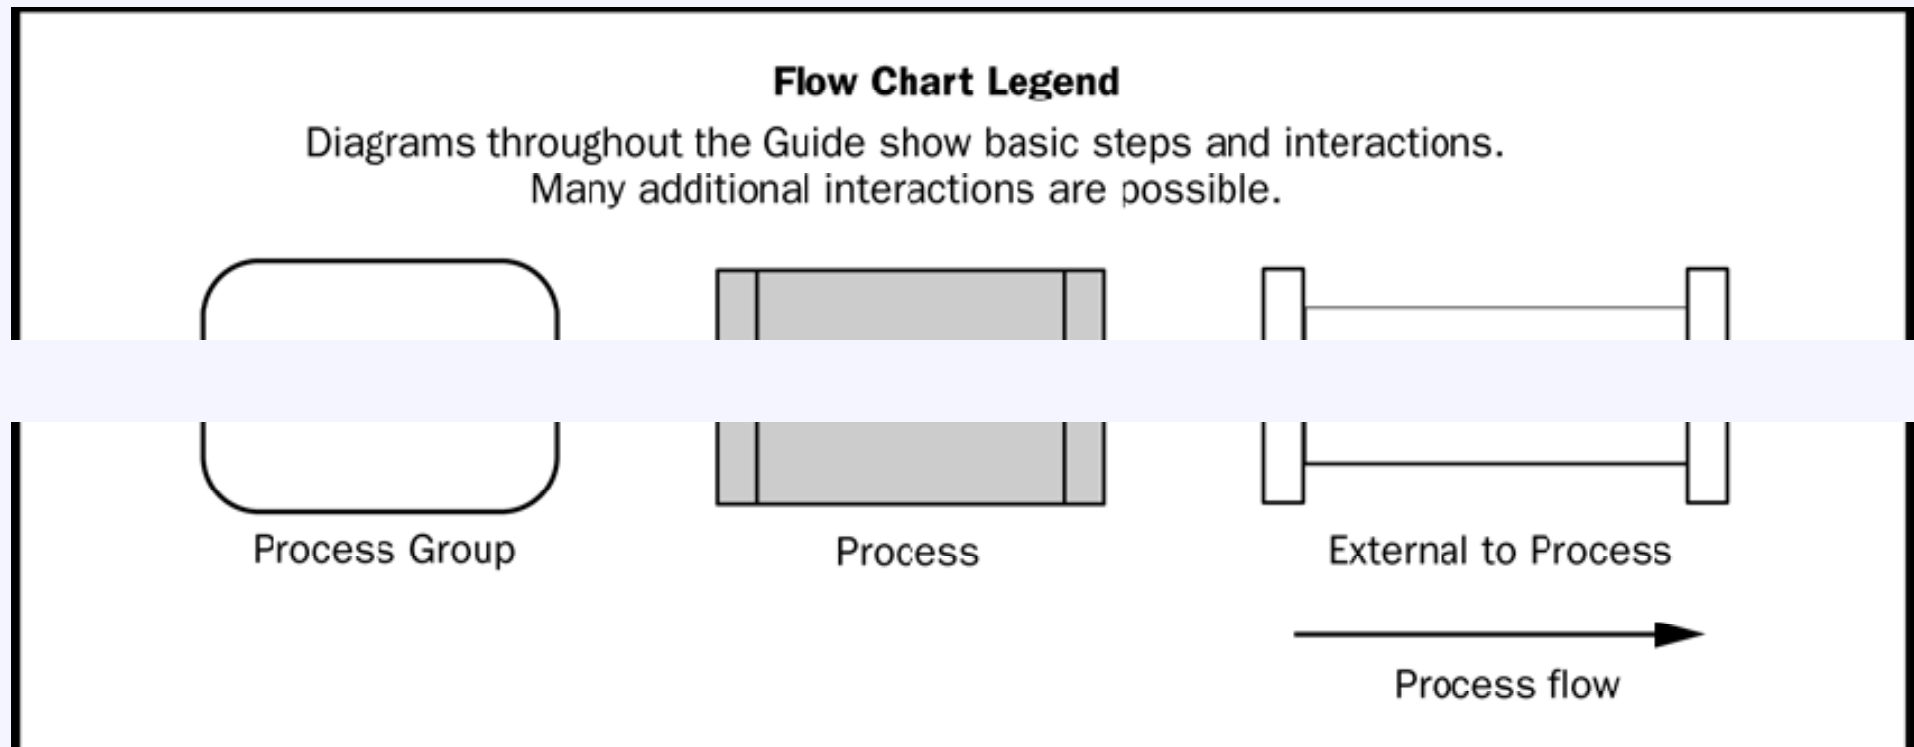 Flow Chart Legend
Diagrams throughout the Guide show basic steps and interactions.
Many additional interactions are possible.
Process Group
Process
External to Process
Process flow